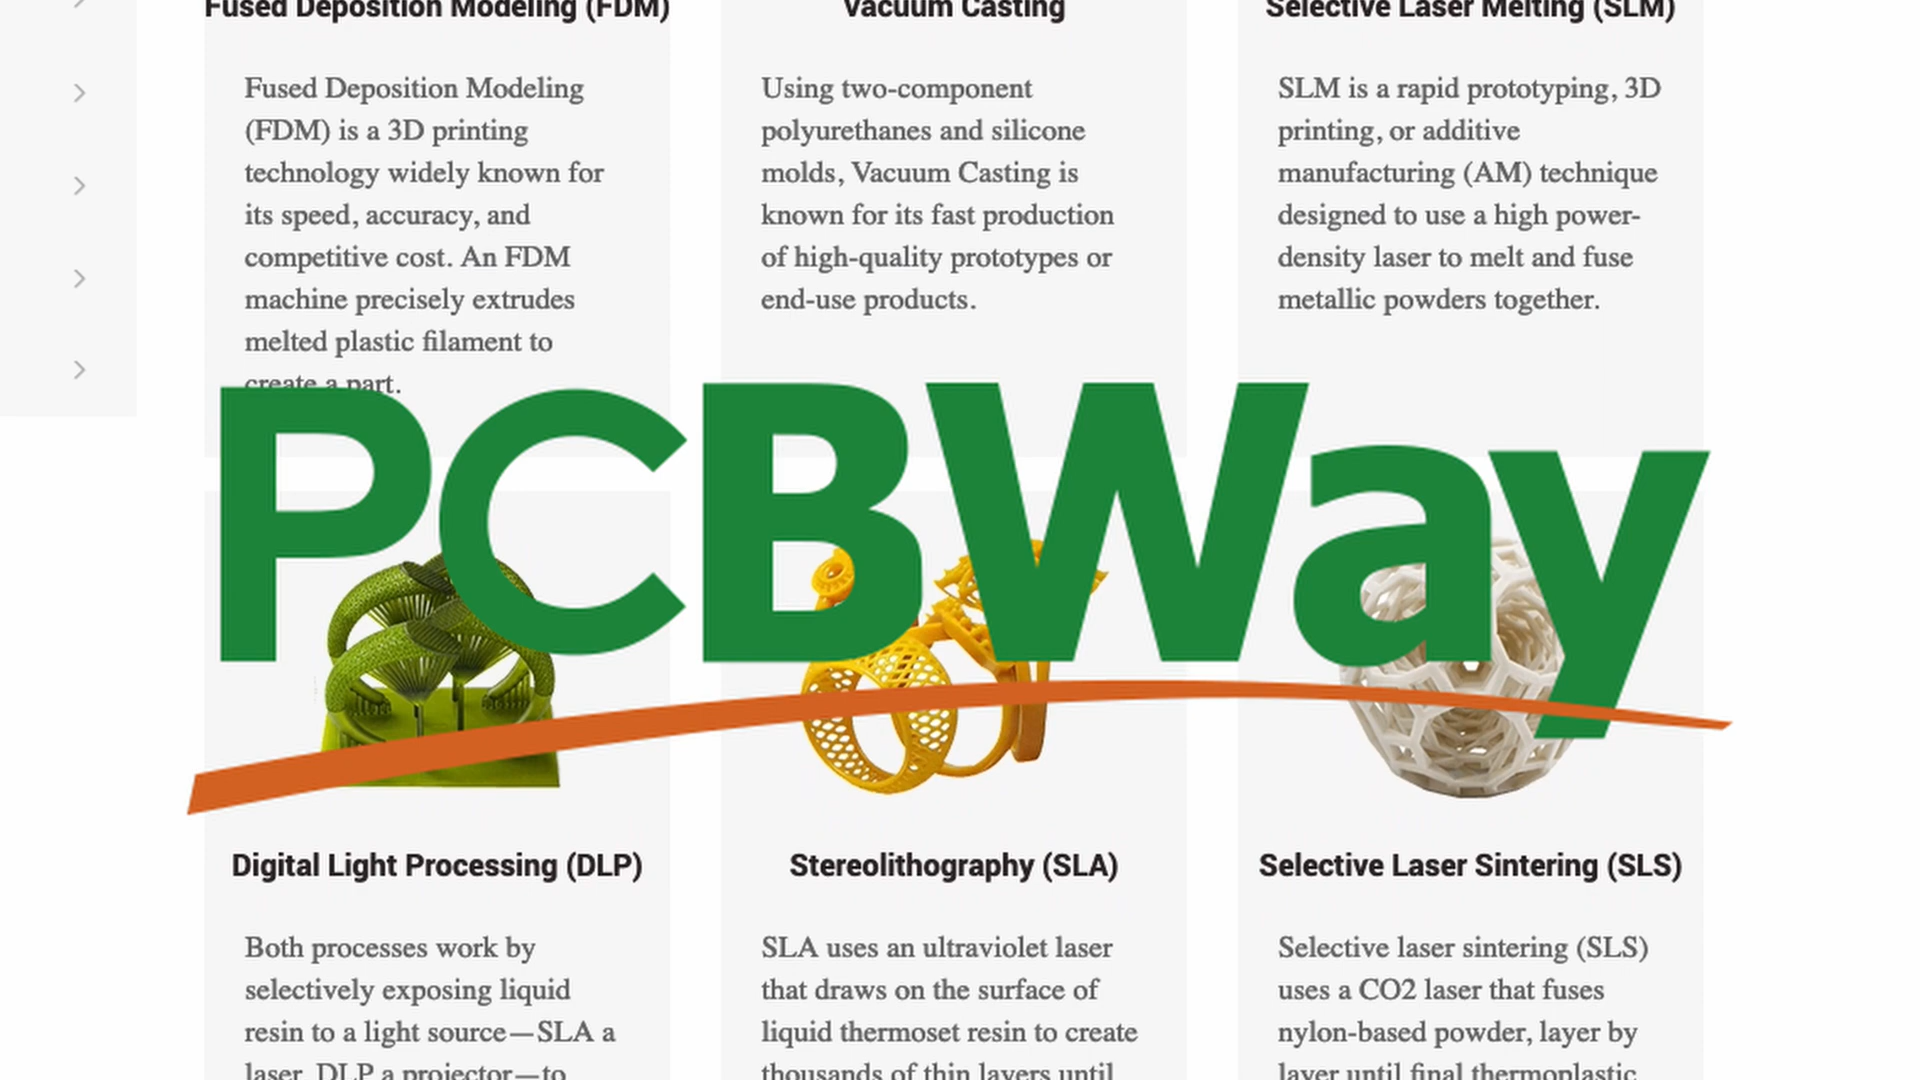 Fused Deposition Modeling (FDM)
Fused Deposition Modeling
(FDM) is a 3D printing
technology widely known for
its speed, accuracy, and
competitive cost. An FDM
machine precisely extrudes
melted plastic filament to
create a part.
Vacuum Casting
Using two-component
polyurethanes and silicone
molds, Vacuum Casting is
known for its fast production
of high-quality prototypes or
end-use products.
Selective Laser Melting (SLM)
SLM is a rapid prototyping, 3D
printing, or additive
manufacturing (AM) technique
designed to use a high power-
density laser to melt and fuse
metallic powders together.
PCBWay
Digital Light Processing (DLP)
Both processes work by
selectively exposing liquid
resin to a light source—SLA a
laser, DLP a projector—to
Stereolithography (SLA)
SLA uses an ultraviolet laser
that draws on the surface of
liquid thermoset resin to create
thousands of thin layers until
Selective Laser Sintering (SLS)
Selective laser sintering (SLS)
uses a CO2 laser that fuses
nylon-based powder, layer by
layer until final thermoplastic